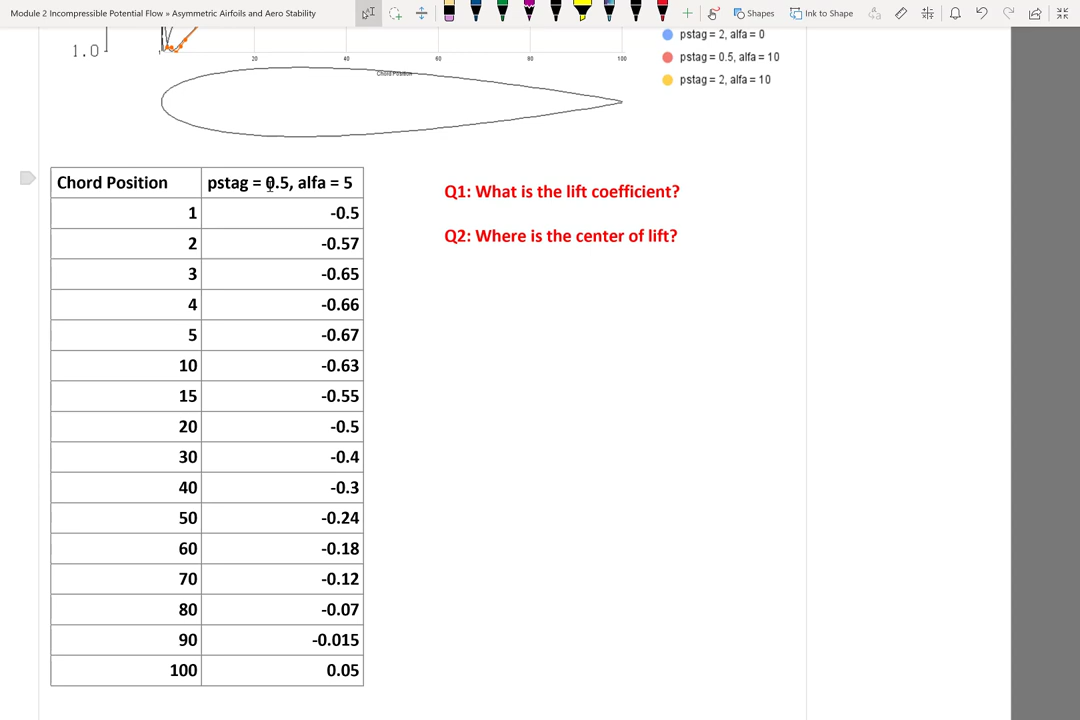 Module 2 Incompressible Potential Flow » Asymmetric Airfoils and Aero Stability
Shapes
Ink to Shape
1.0
20 40 60 80 100
Chord Position
pstag = 2, alfa = 0
pstag = 0.5, alfa = 10
pstag = 2, alfa = 10
Chord Position pstag = 0.5, alfa = 5
1 -0.5
2 -0.57
3 -0.65
4 -0.66
5 -0.67
10 -0.63
15 -0.55
20 -0.5
30 -0.4
40 -0.3
50 -0.24
60 -0.18
70 -0.12
80 -0.07
90 -0.015
100 0.05
Q1: What is the lift coefficient?
Q2: Where is the center of lift?